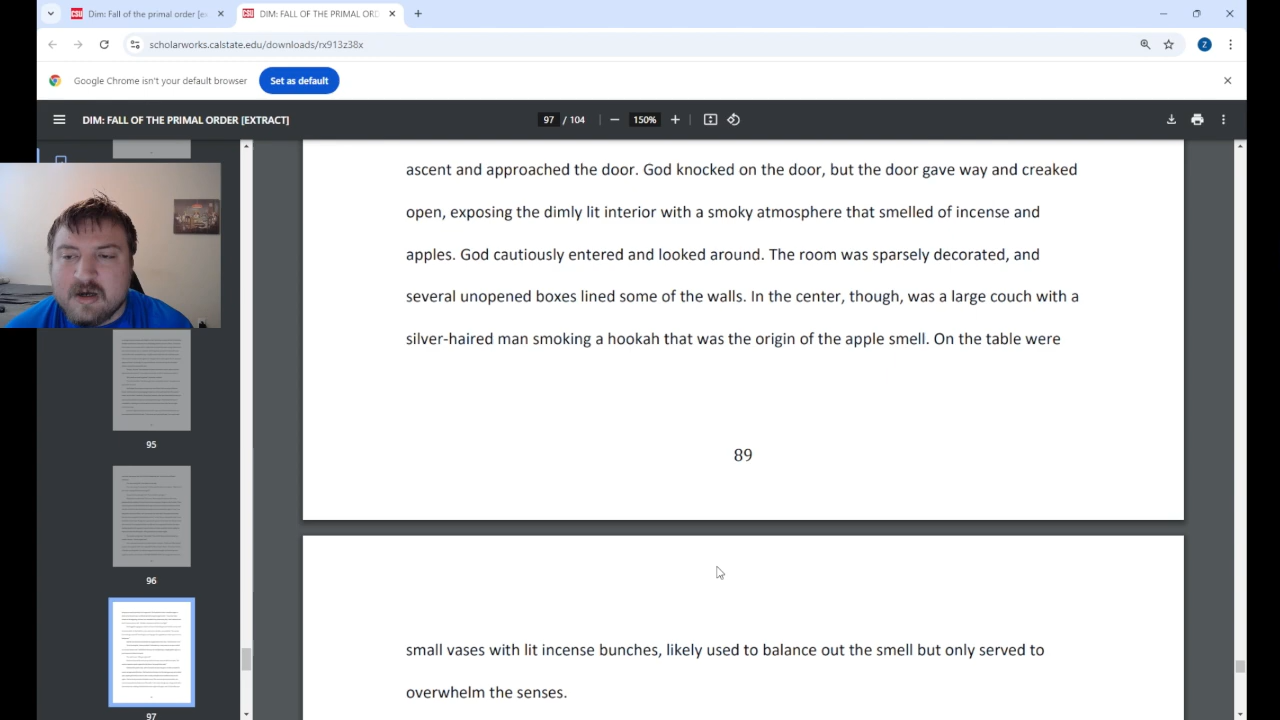 DIM: Fall of the primal order [ex
DIM: FALL OF THE PRIMAL ORD
scholarworks.calstate.edu/downloads/rx913z38x
Z
Google Chrome isn't your default browser
Set as default
DIM: FALL OF THE PRIMAL ORDER [EXTRACT]
97 / 104
150%
ascent and approached the door. God knocked on the door, but the door gave way and creaked
open, exposing the dimly lit interior with a smoky atmosphere that smelled of incense and
apples. God cautiously entered and looked around. The room was sparsely decorated, and
several unopened boxes lined some of the walls. In the center, though, was a large couch with a
silver-haired man smoking a hookah that was the origin of the apple smell. On the table were
89
small vases with lit incense bunches, likely used to balance out the smell but only served to
overwhelm the senses.
95
96
97